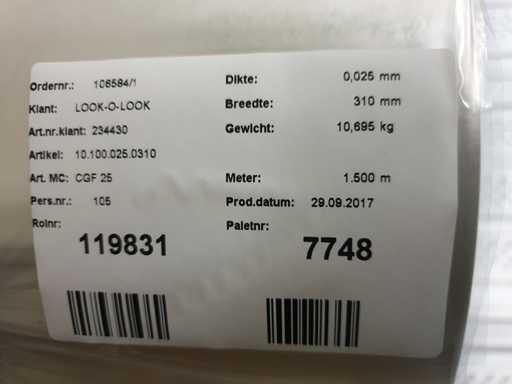 Ordernr.: 106584/1 Dikte: 0,025 mm
Klant: LOOK-O-LOOK Breedte: 310 mm
Art.nr.klant: 234430 Gewicht: 10,695 kg
Artikel: 10.100.025.0310
Art. MC: CGF 25 Meter: 1.500 m
Pers.nr.: 105 Prod.datum: 29.09.2017
Rolnr: Paletnr:
119831 7748